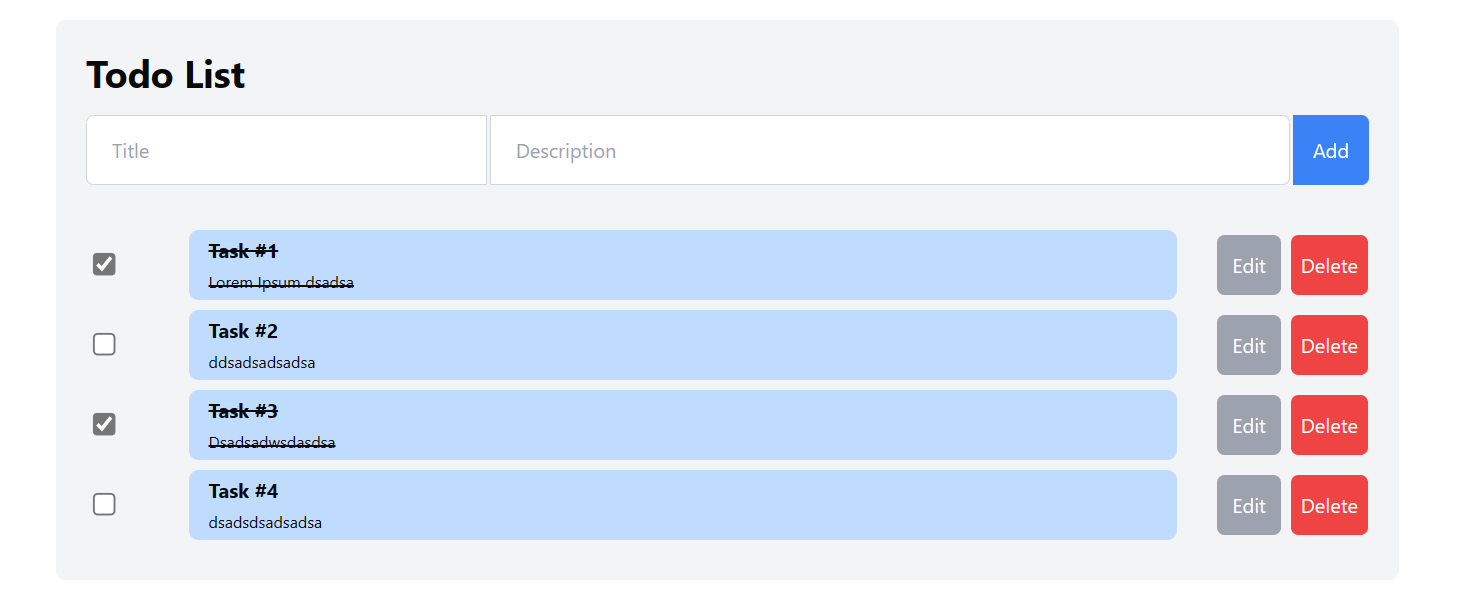 Todo List
Title Description Add
Task #1
Lorem Ipsum dsadsa
Edit Delete
Task #2
ddsadsadsadsa
Edit Delete
Task #3
Dsadsadwsdasdsa
Edit Delete
Task #4
dsadsdsadsadsa
Edit Delete